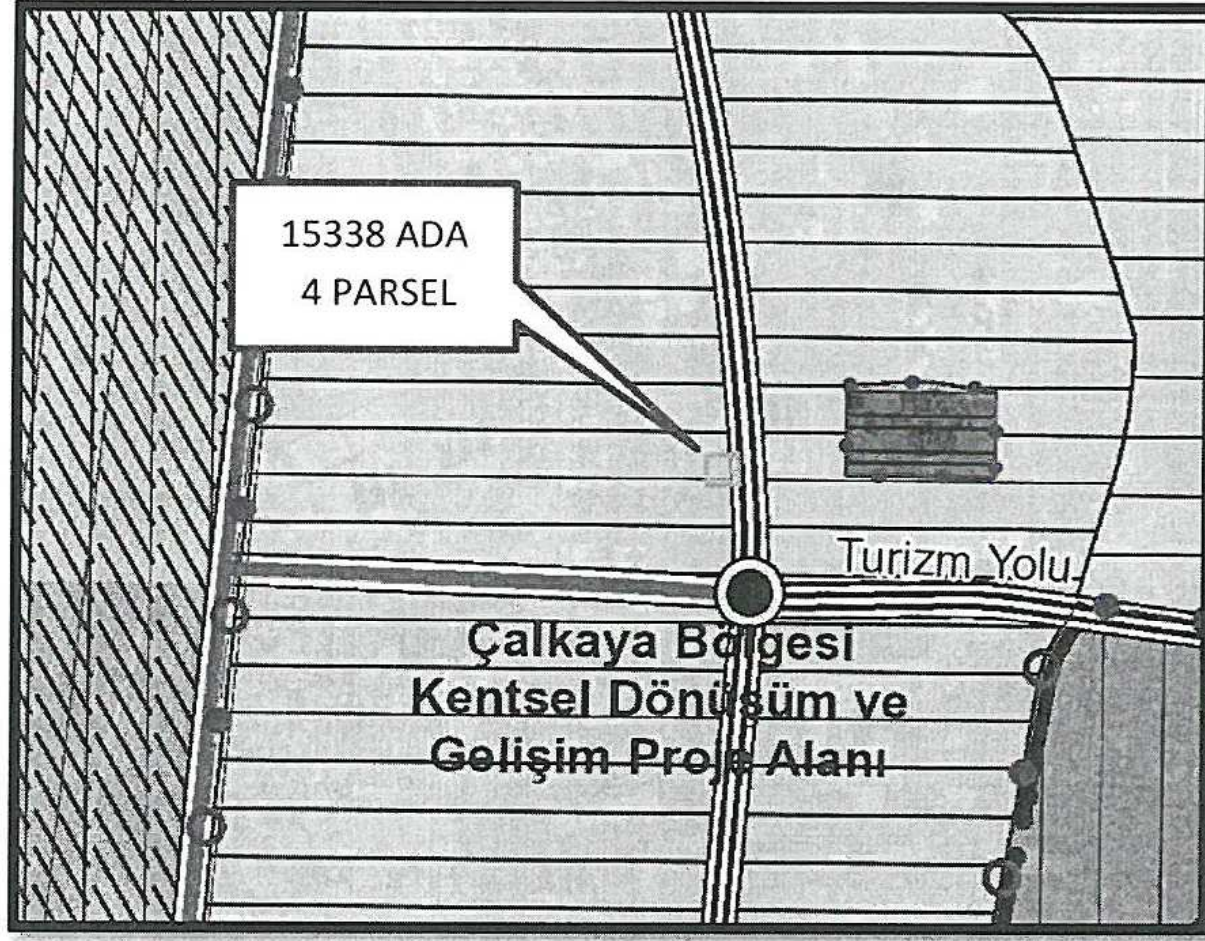 15338 ADA
4 PARSEL
Turizm Yolu
Çalkaya Bölgesi
Kentsel Dönüşüm ve
Gelişim Proje Alanı